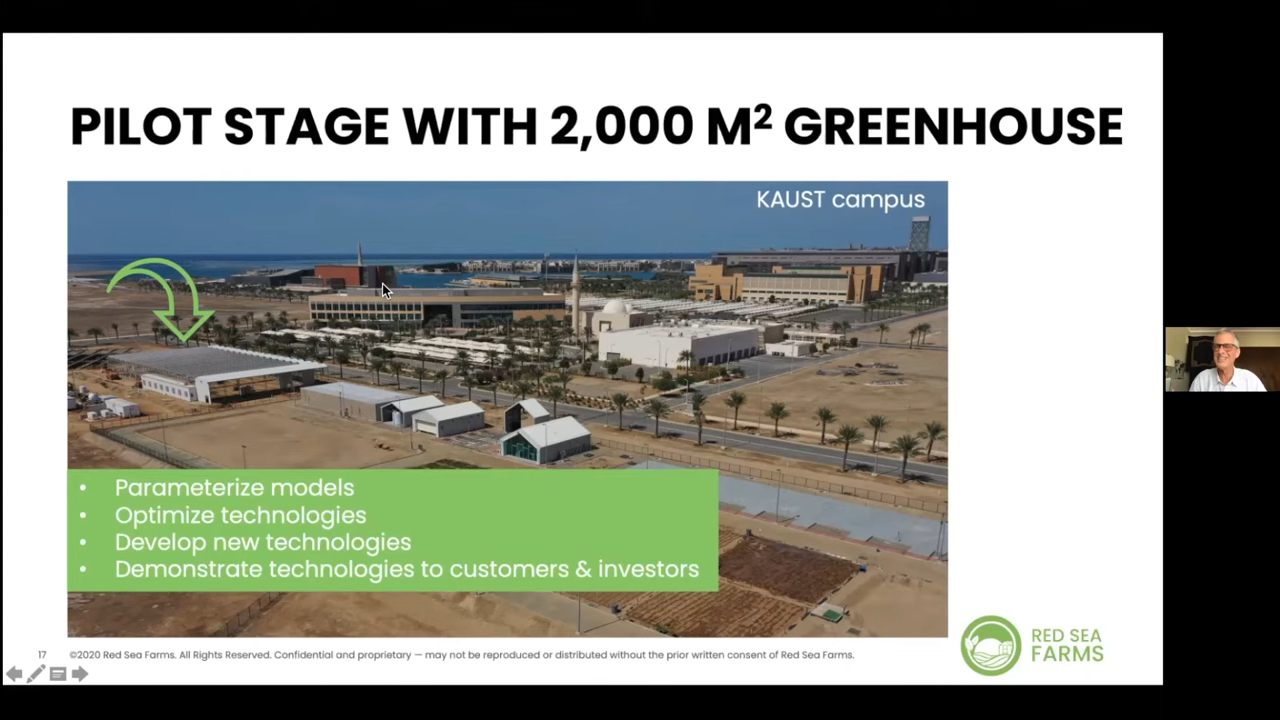 PILOT STAGE WITH 2,000 M² GREENHOUSE
KAUST campus
• Parameterize models
• Optimize technologies
• Develop new technologies
• Demonstrate technologies to customers & investors
17 ©2020 Red Sea Farms. All Rights Reserved. Confidential and proprietary — may not be reproduced or distributed without the prior written consent of Red Sea Farms.
RED SEA
FARMS